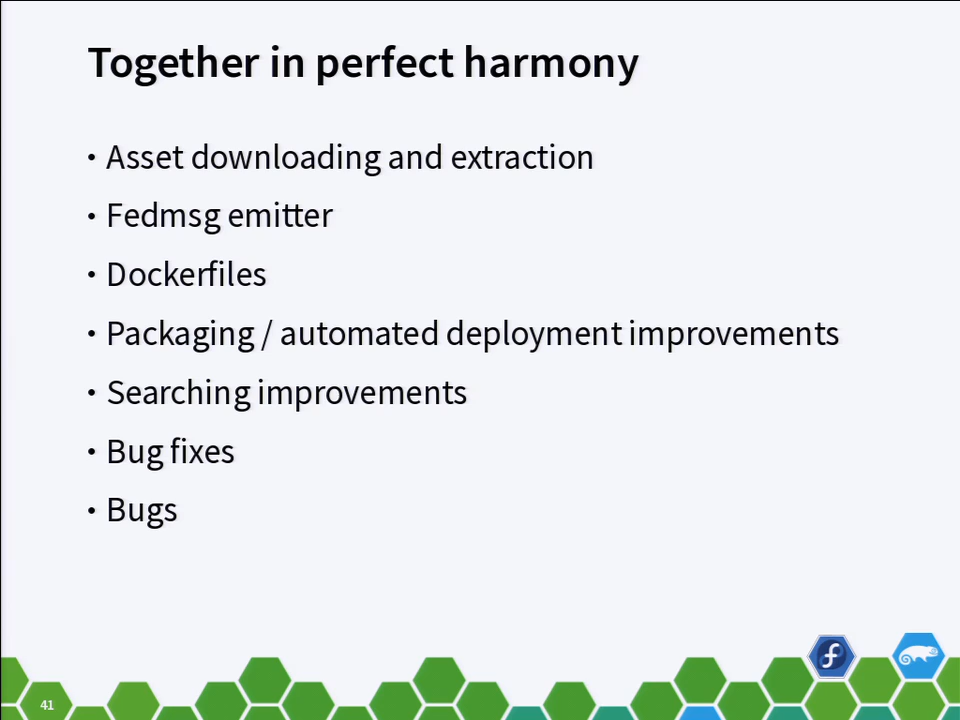 Together in perfect harmony
• Asset downloading and extraction
• Fedmsg emitter
• Dockerfiles
• Packaging / automated deployment improvements
• Searching improvements
• Bug fixes
• Bugs
41